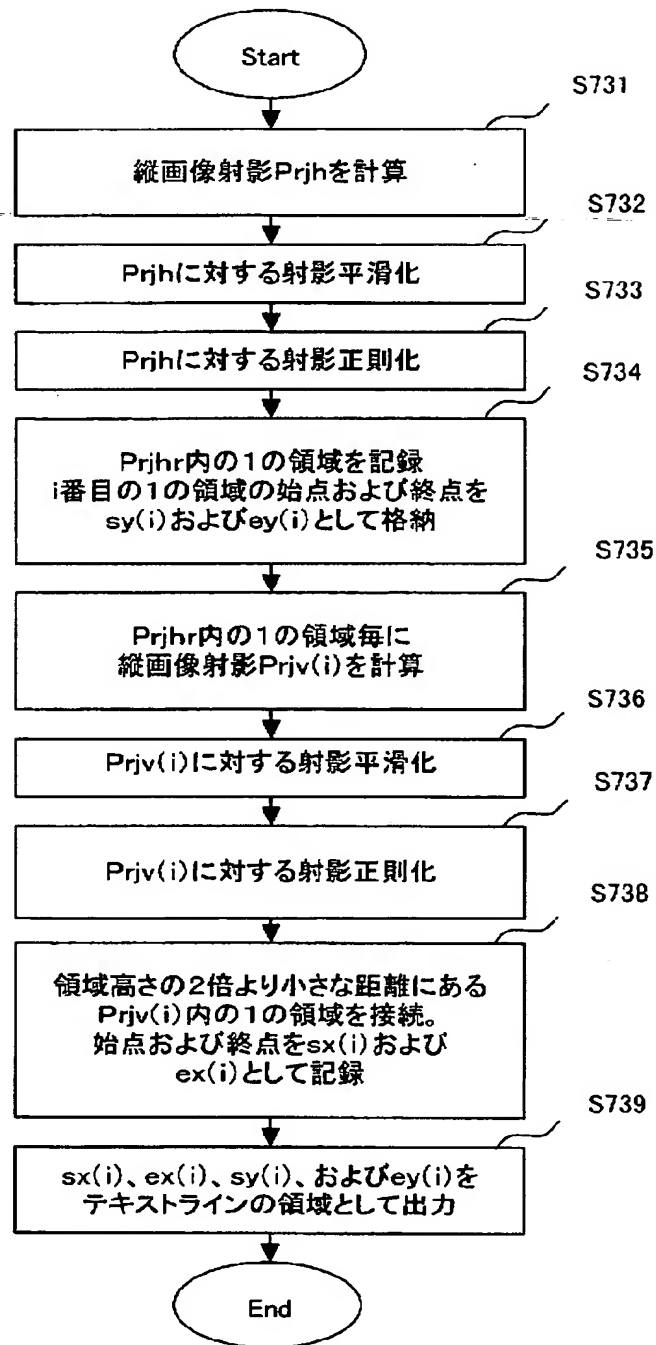 Start
S731
縦画像射影Prjhを計算
S732
Prjhに対する射影平滑化
S733
Prjhに対する射影正則化
S734
Prjhr内の1の領域を記録
i番目の1の領域の始点および終点を
sy(i)およびey(i)として格納
S735
Prjhr内の1の領域毎に
縦画像射影Prjv(i)を計算
S736
Prjv(i)に対する射影平滑化
S737
Prjv(i)に対する射影正則化
S738
領域高さの2倍より小さな距離にある
Prjv(i)内の1の領域を接続。
始点および終点をsx(i)および
ex(i)として記録
S739
sx(i)、ex(i)、sy(i)、およびey(i)を
テキストラインの領域として出力
End